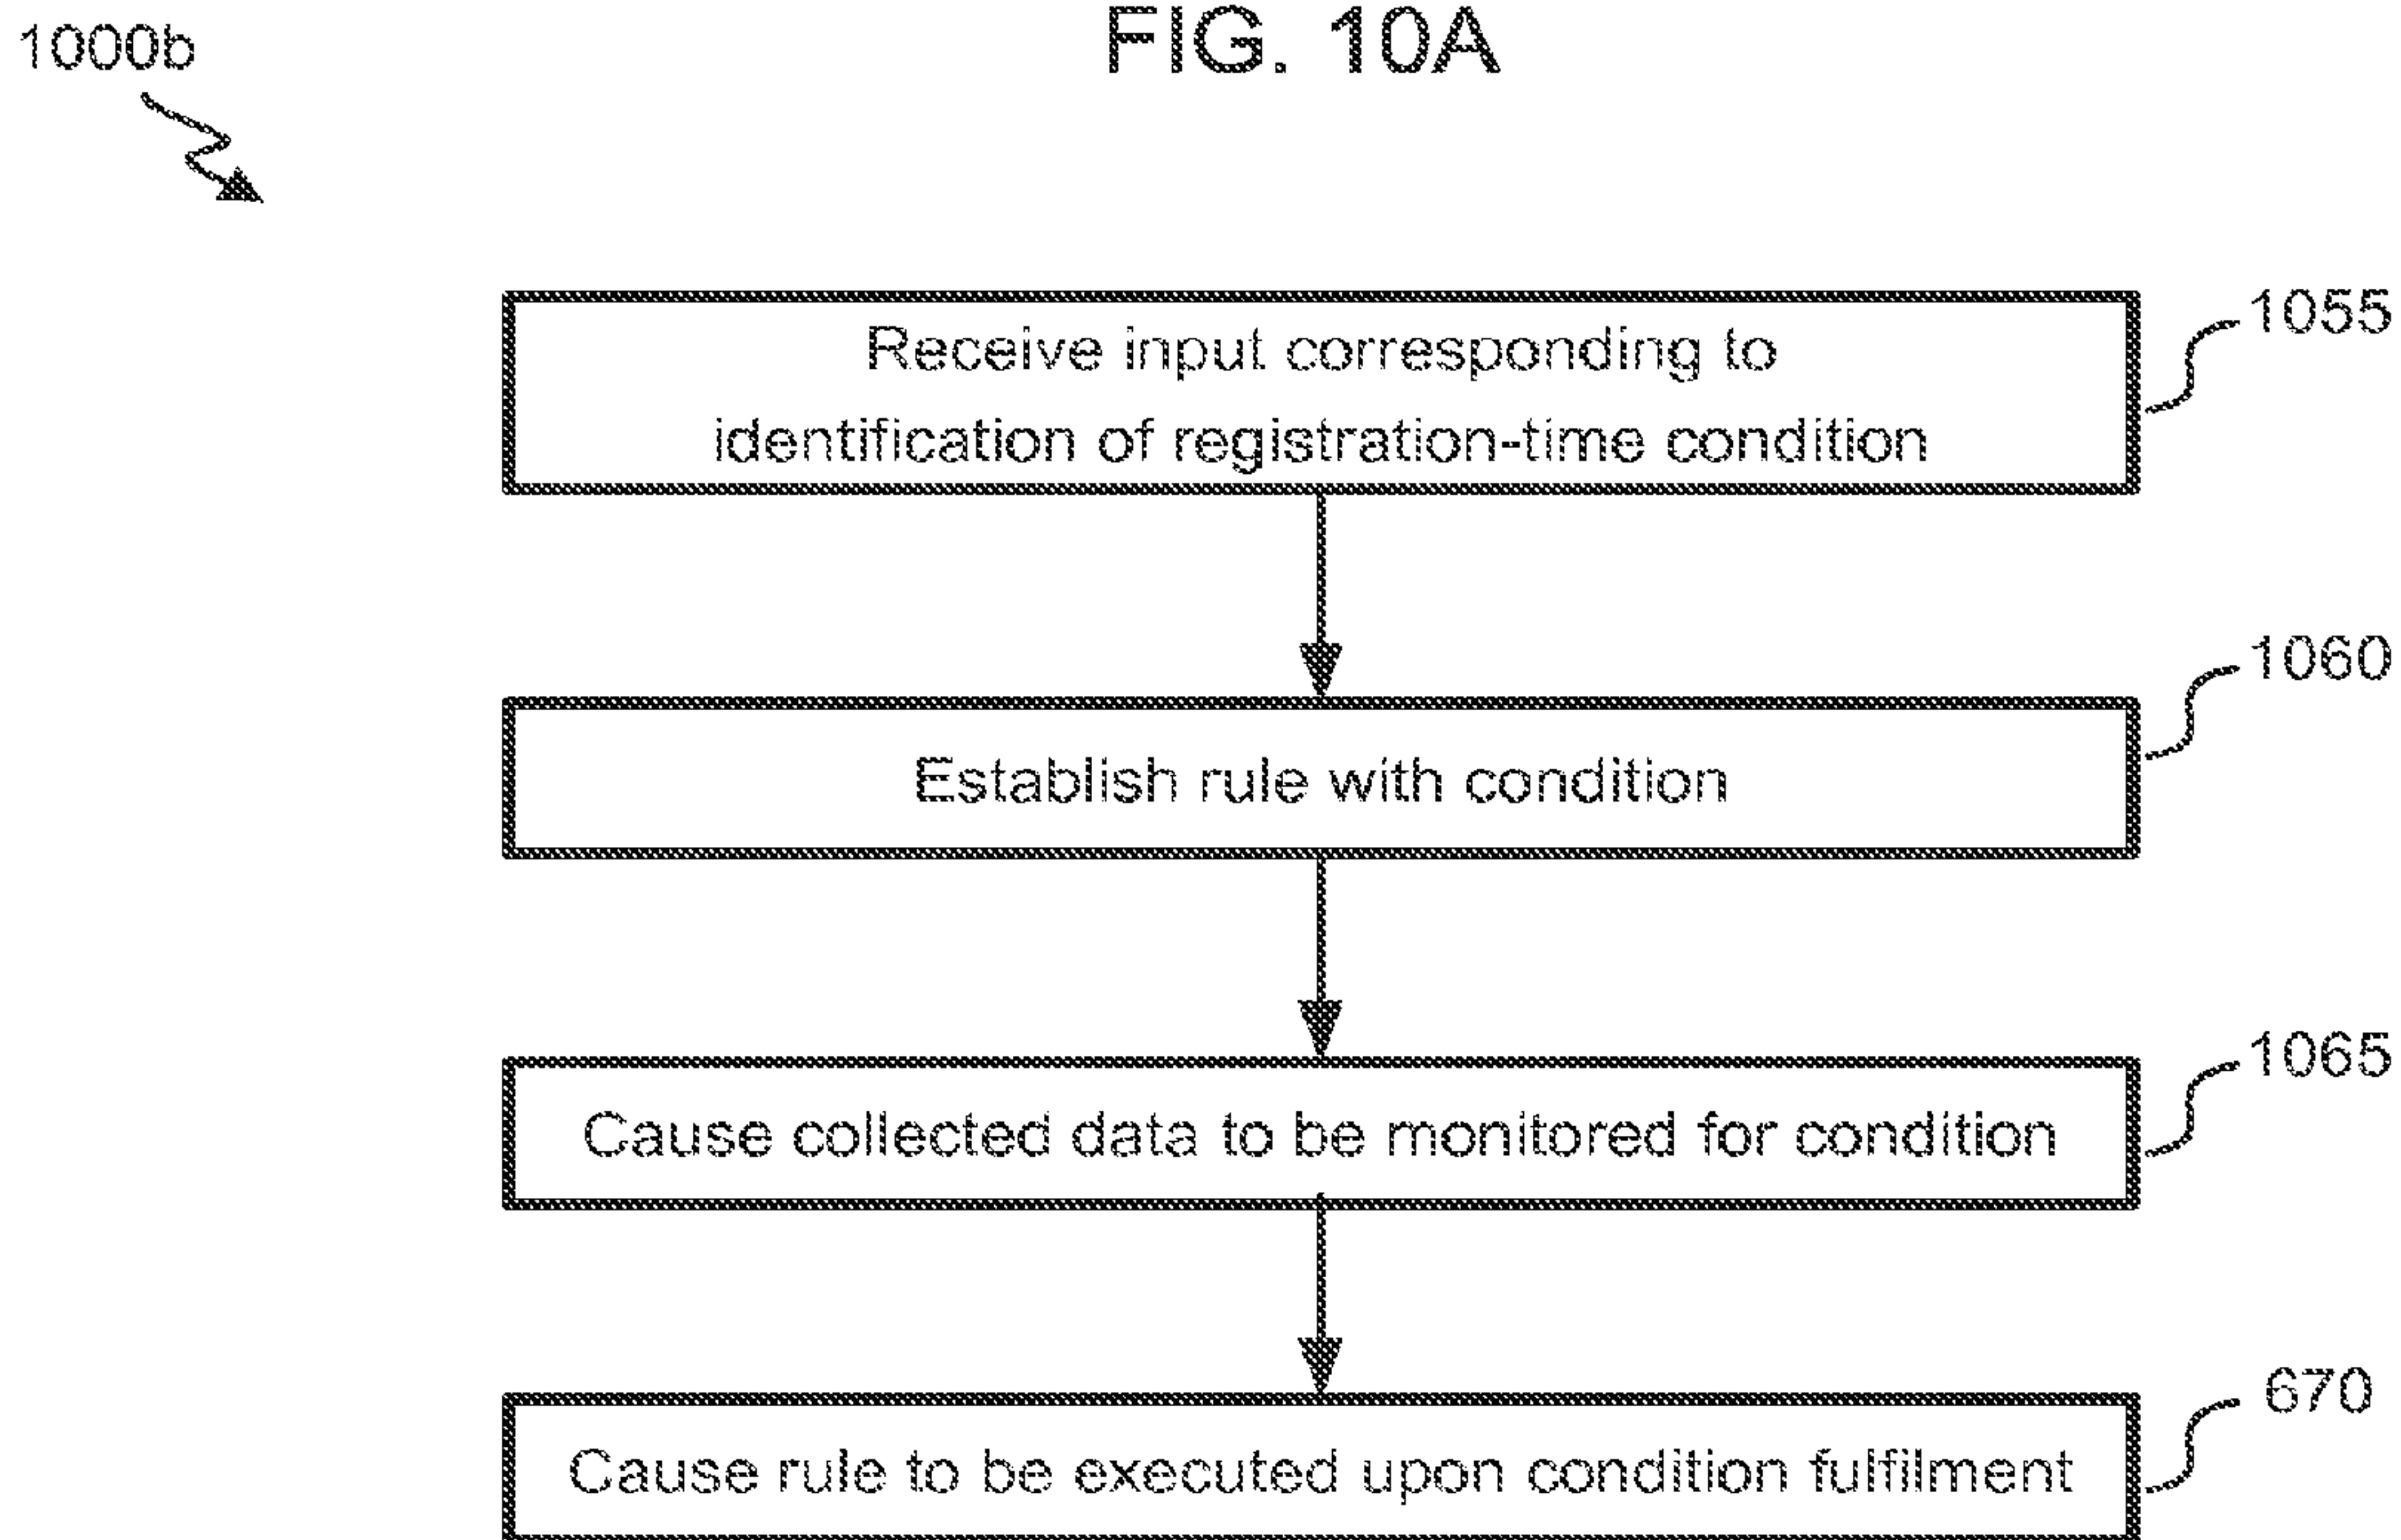 FIG. 10A
1000b
Receive input corresponding to
identification of registration-time condition
1055
Establish rule with condition
1060
Cause collected data to be monitored for condition
1065
Cause rule to be executed upon condition fulfilment
670